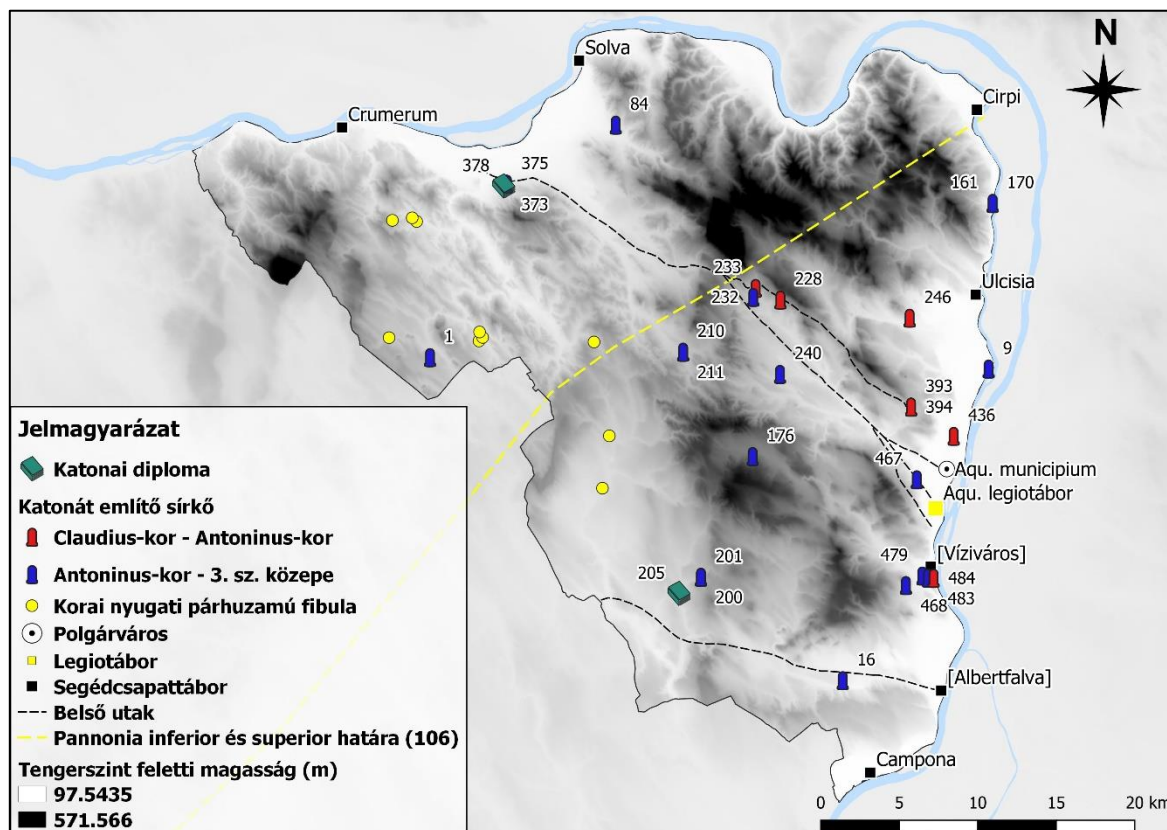 N
Solva
Cirpi
Crumerum
84
378
375
373
161
170
233
232
228
Ulcisia
246
1
210
211
240
9
393
394
436
176
467
Aqu. municipium
Aqu. legiotábor
[Víziváros]
479
484
483
468
201
205
200
16
[Albertfalva]
Campona
Jelmagyarázat
Katonai diploma
Katonát említő sírkő
Claudius-kor - Antoninus-kor
Antoninus-kor - 3. sz. közepe
Korai nyugati párhuzamú fibula
Polgárváros
Legiotábor
Segédcsapattábor
Belső utak
Pannonia inferior és superior határa (106)
Tengerszint feletti magasság (m)
97.5435
571.566
0 5 10 15 20 km